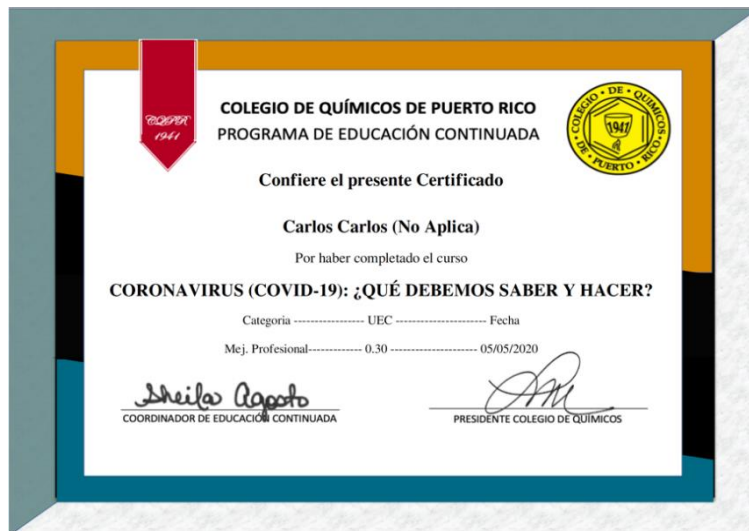 CQPR
1941
COLEGIO DE QUÍMICOS DE PUERTO RICO
PROGRAMA DE EDUCACIÓN CONTINUADA
COLEGIO • DE • QUIMICOS • DE • PUERTO • RICO •
1941
Confiere el presente Certificado
Carlos Carlos (No Aplica)
Por haber completado el curso
CORONAVIRUS (COVID-19): ¿QUÉ DEBEMOS SABER Y HACER?
Categoria ----------------- UEC ---------------------- Fecha
Mej. Profesional------------- 0.30 --------------------- 05/05/2020
Sheila Agosto
COORDINADOR DE EDUCACIÓN CONTINUADA
PRESIDENTE COLEGIO DE QUÍMICOS